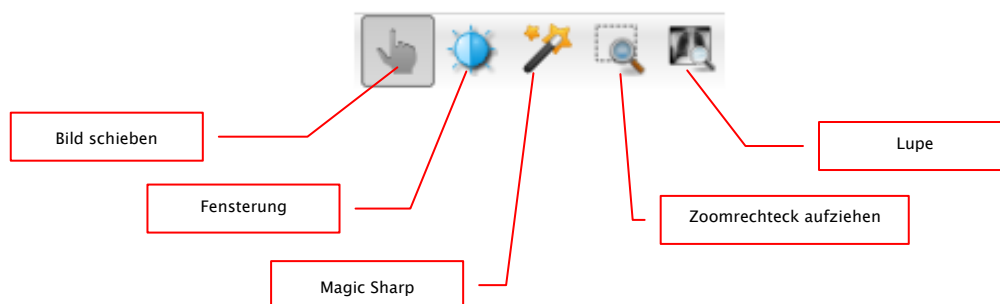 Bild schieben
Lupe
Fensterung
Zoomrechteck aufziehen
Magic Sharp